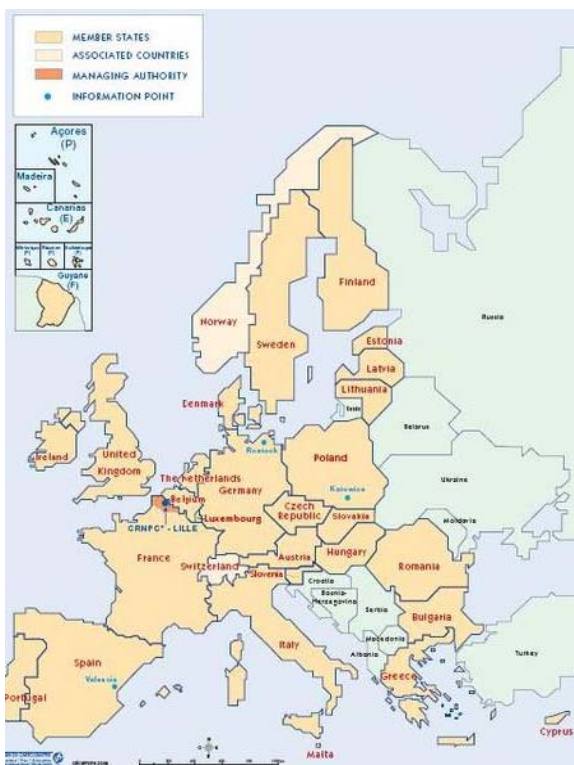 MEMBER STATES
ASSOCIATED COUNTRIES
MANAGING AUTHORITY
INFORMATION POINT
Açores
(P)
Madeira
Canarias
(E)
Guyane
(F)
Finland
Norway
Sweden
Russia
Estonia
Latvia
Lithuania
Denmark
Belarus
Ireland
United
Kingdom
The Netherlands
Rostock
Poland
Germany
Katowice
Ukraine
Belgium
Luxembourg
Czech
Republic
Slovakia
Moldavia
CRNPC* - LILLE
France
Switzerland
Austria
Hungary
Romania
Slovenia
Croatia
Bosnia-
Herzegovina
Serbia
Bulgaria
Italy
Macedonia
Albania
Spain
Valencia
Portugal
Greece
Turkey
Cyprus
Malta